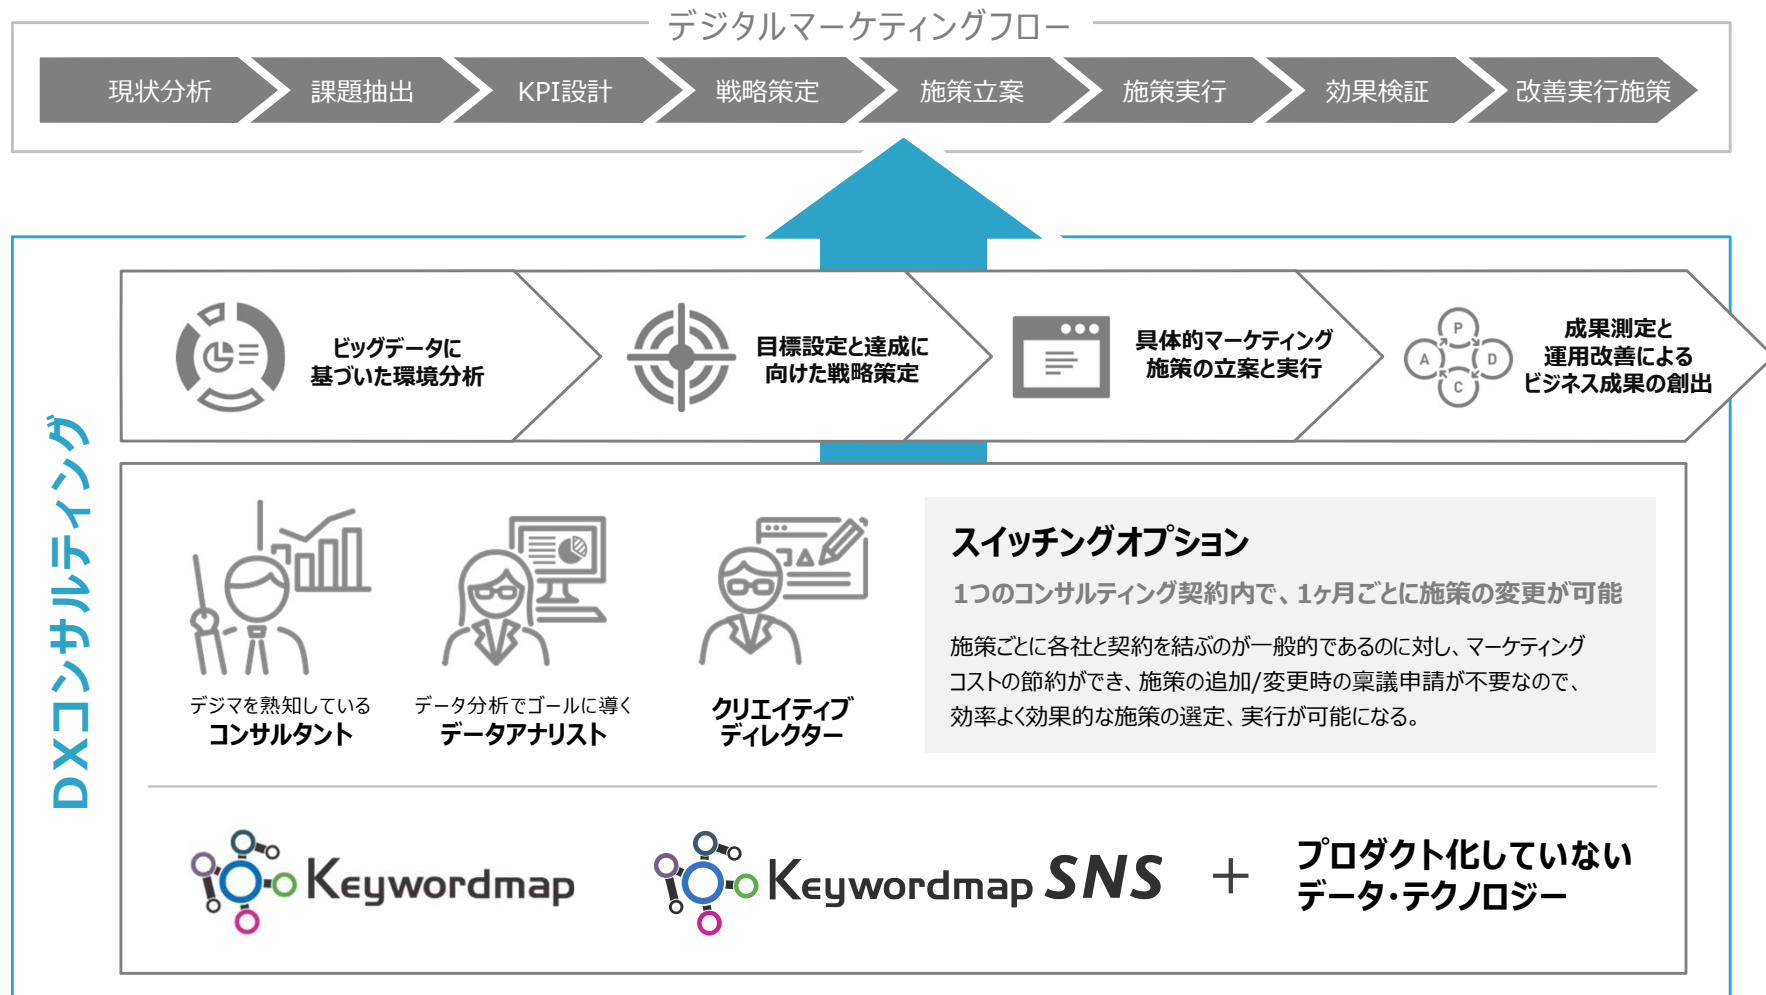 デジタルマーケティングフロー
現状分析
課題抽出
KPI設計
戦略策定
施策立案
施策実行
効果検証
改善実行施策
DXコンサルティング
ビッグデータに
基づいた環境分析
目標設定と達成に
向けた戦略策定
具体的マーケティング
施策の立案と実行
P
A
D
C
成果測定と
運用改善による
ビジネス成果の創出
デジマを熟知している
コンサルタント
データ分析でゴールに導く
データアナリスト
クリエイティブ
ディレクター
スイッチングオプション
1つのコンサルティング契約内で、1ヶ月ごとに施策の変更が可能
施策ごとに各社と契約を結ぶのが一般的であるのに対し、マーケティング
コストの節約ができ、施策の追加/変更時の稟議申請が不要なので、
効率よく効果的な施策の選定、実行が可能になる。
Keywordmap
Keywordmap SNS
+
プロダクト化していない
データ・テクノロジー